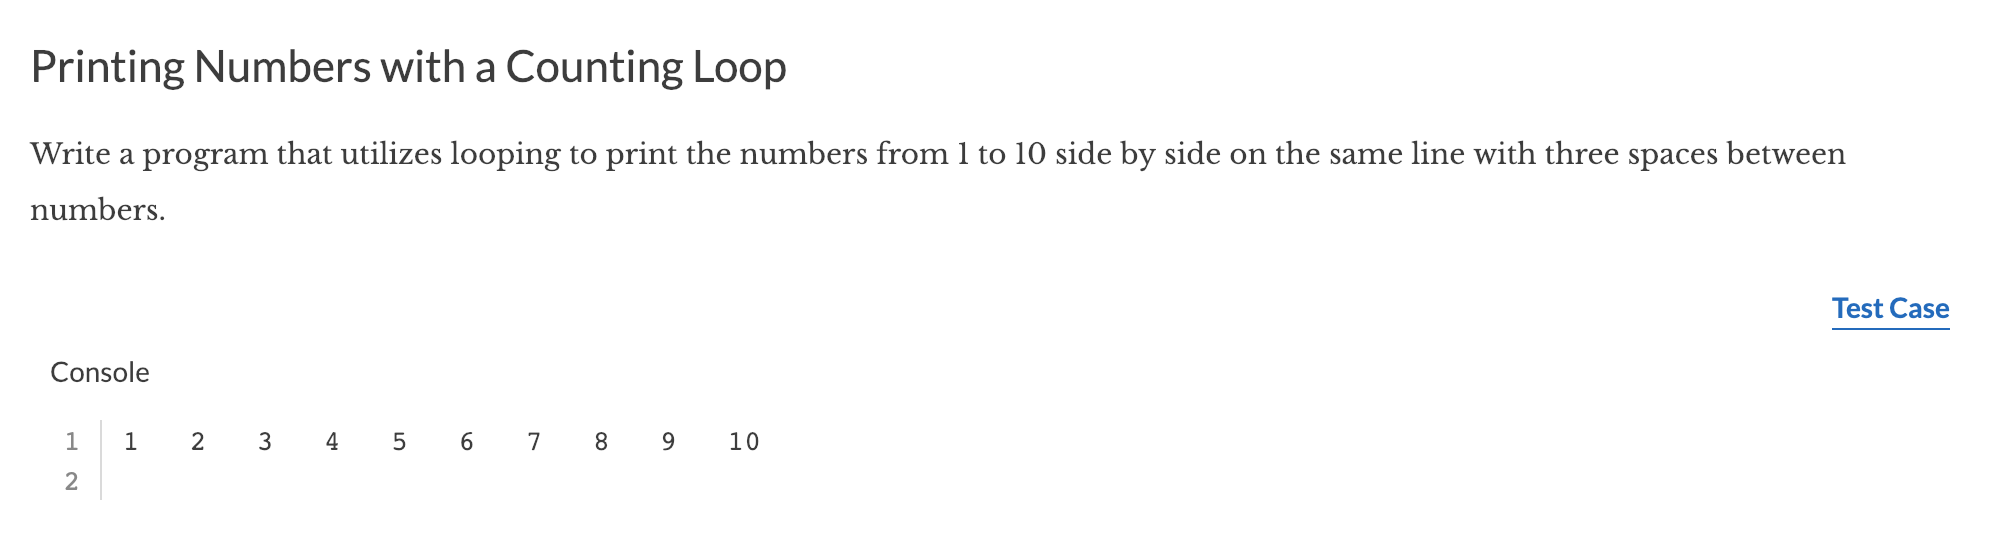 Printing Numbers with a Counting Loop
Write a program that utilizes looping to print the numbers from 1 to 10 side by side on the same line with three spaces between
numbers.
Test Case
Console
1 1   2   3   4   5   6   7   8   9   10
2